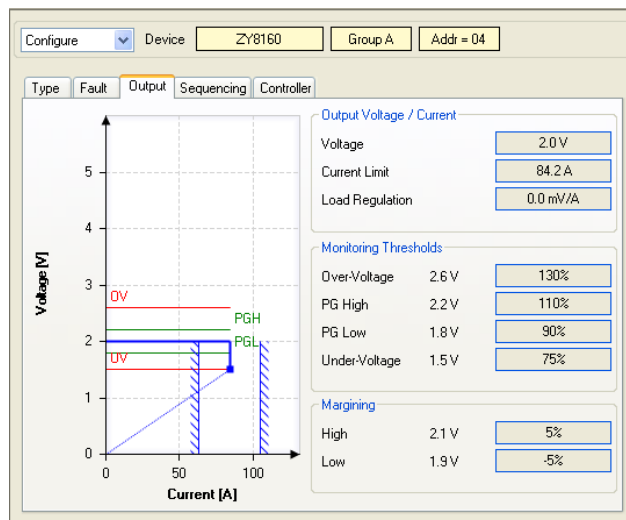 Configure Device ZY8160 Group A Addr = 04
Type Fault Output Sequencing Controller
Output Voltage / Current
Voltage 2.0 V
Current Limit 84.2 A
Load Regulation 0.0 mV/A
Monitoring Thresholds
Over-Voltage 2.6 V 130%
PG High 2.2 V 110%
PG Low 1.8 V 90%
Under-Voltage 1.5 V 75%
Margining
High 2.1 V 5%
Low 1.9 V -5%
Voltage [V]
5
4
3
2
1
0
OV
PGH
PGL
UV
0 50 100
Current [A]